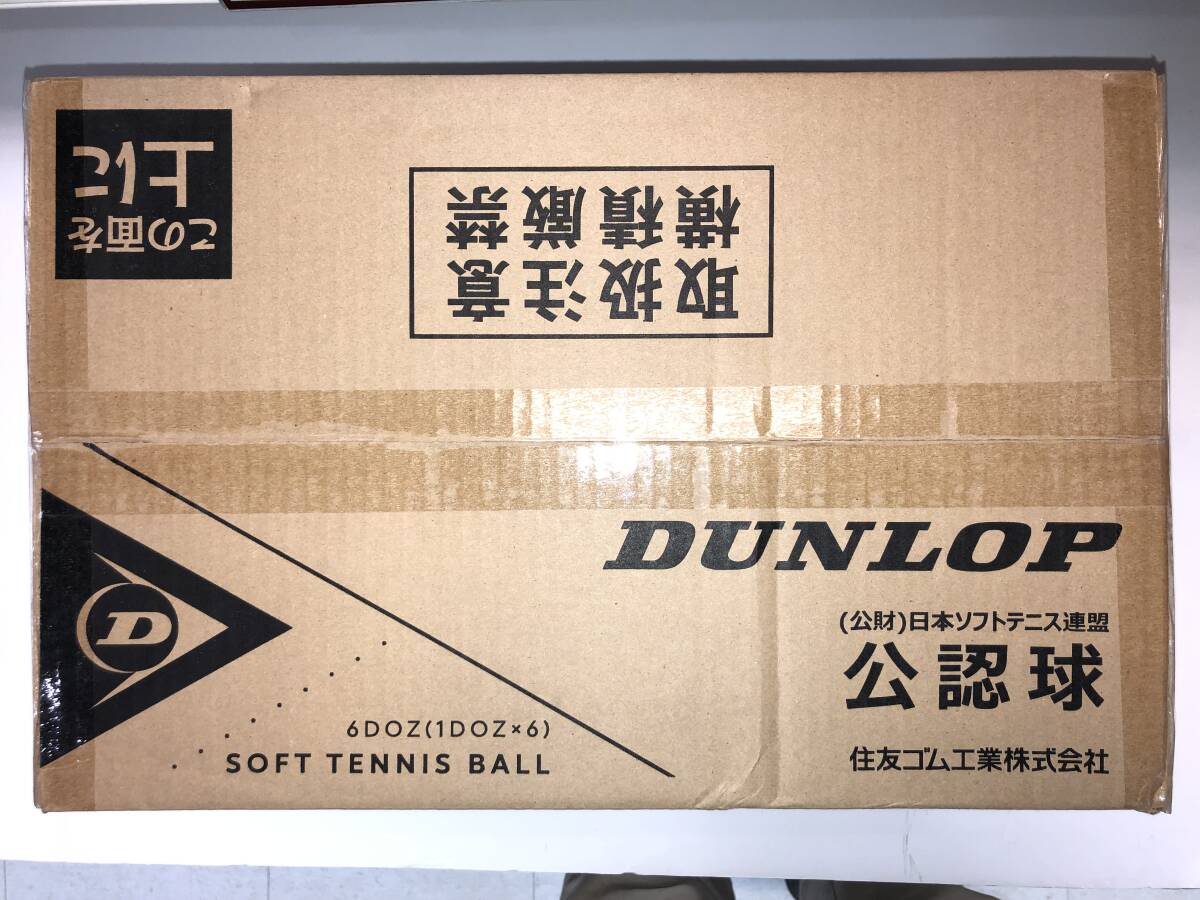 この面を
上に
取扱注意
横積厳禁
DUNLOP
(公財)日本ソフトテニス連盟
公認球
住友ゴム工業株式会社
D
6DOZ(1DOZ×6)
SOFT TENNIS BALL